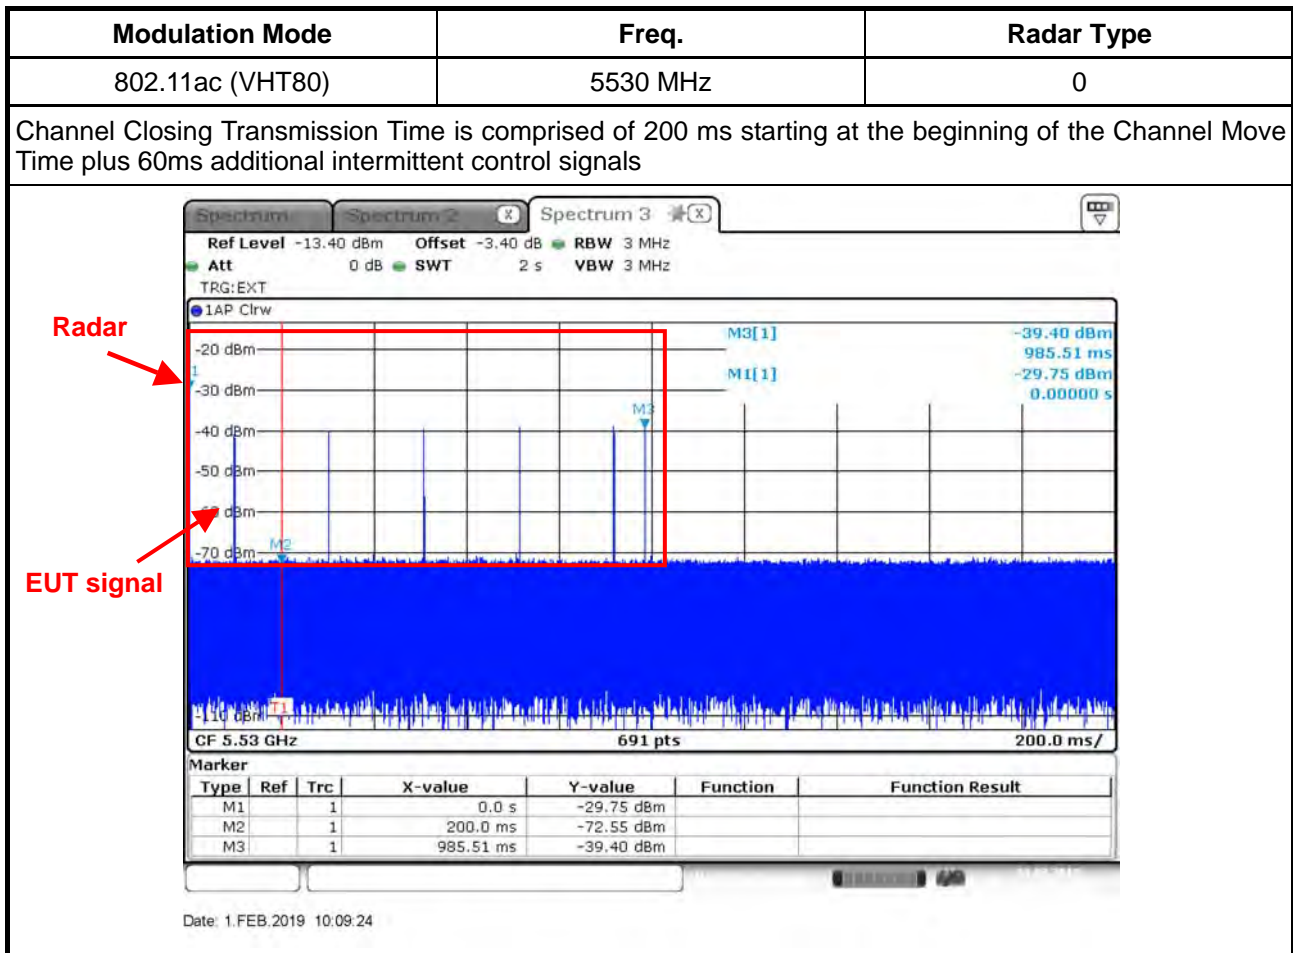 Modulation Mode Freq. Radar Type
802.11ac (VHT80) 5530 MHz 0
Channel Closing Transmission Time is comprised of 200 ms starting at the beginning of the Channel Move
Time plus 60ms additional intermittent control signals
Spectrum Spectrum 2 X Spectrum 3 X
Ref Level -13.40 dBm Offset -3.40 dB RBW 3 MHz
Att 0 dB SWT 2 s VBW 3 MHz
TRG:EXT
1AP Clrw
Radar
M3[1] -39.40 dBm
985.51 ms
M1[1] -29.75 dBm
0.00000 s
-20 dBm
1
-30 dBm
M3
-40 dBm
-50 dBm
dBm
M2
-70 dBm
EUT signal
T1
-110 dBm
CF 5.53 GHz 691 pts 200.0 ms/
Marker
Type Ref Trc X-value Y-value Function Function Result
M1 1 0.0 s -29.75 dBm
M2 1 200.0 ms -72.55 dBm
M3 1 985.51 ms -39.40 dBm
Date: 1.FEB.2019 10:09:24